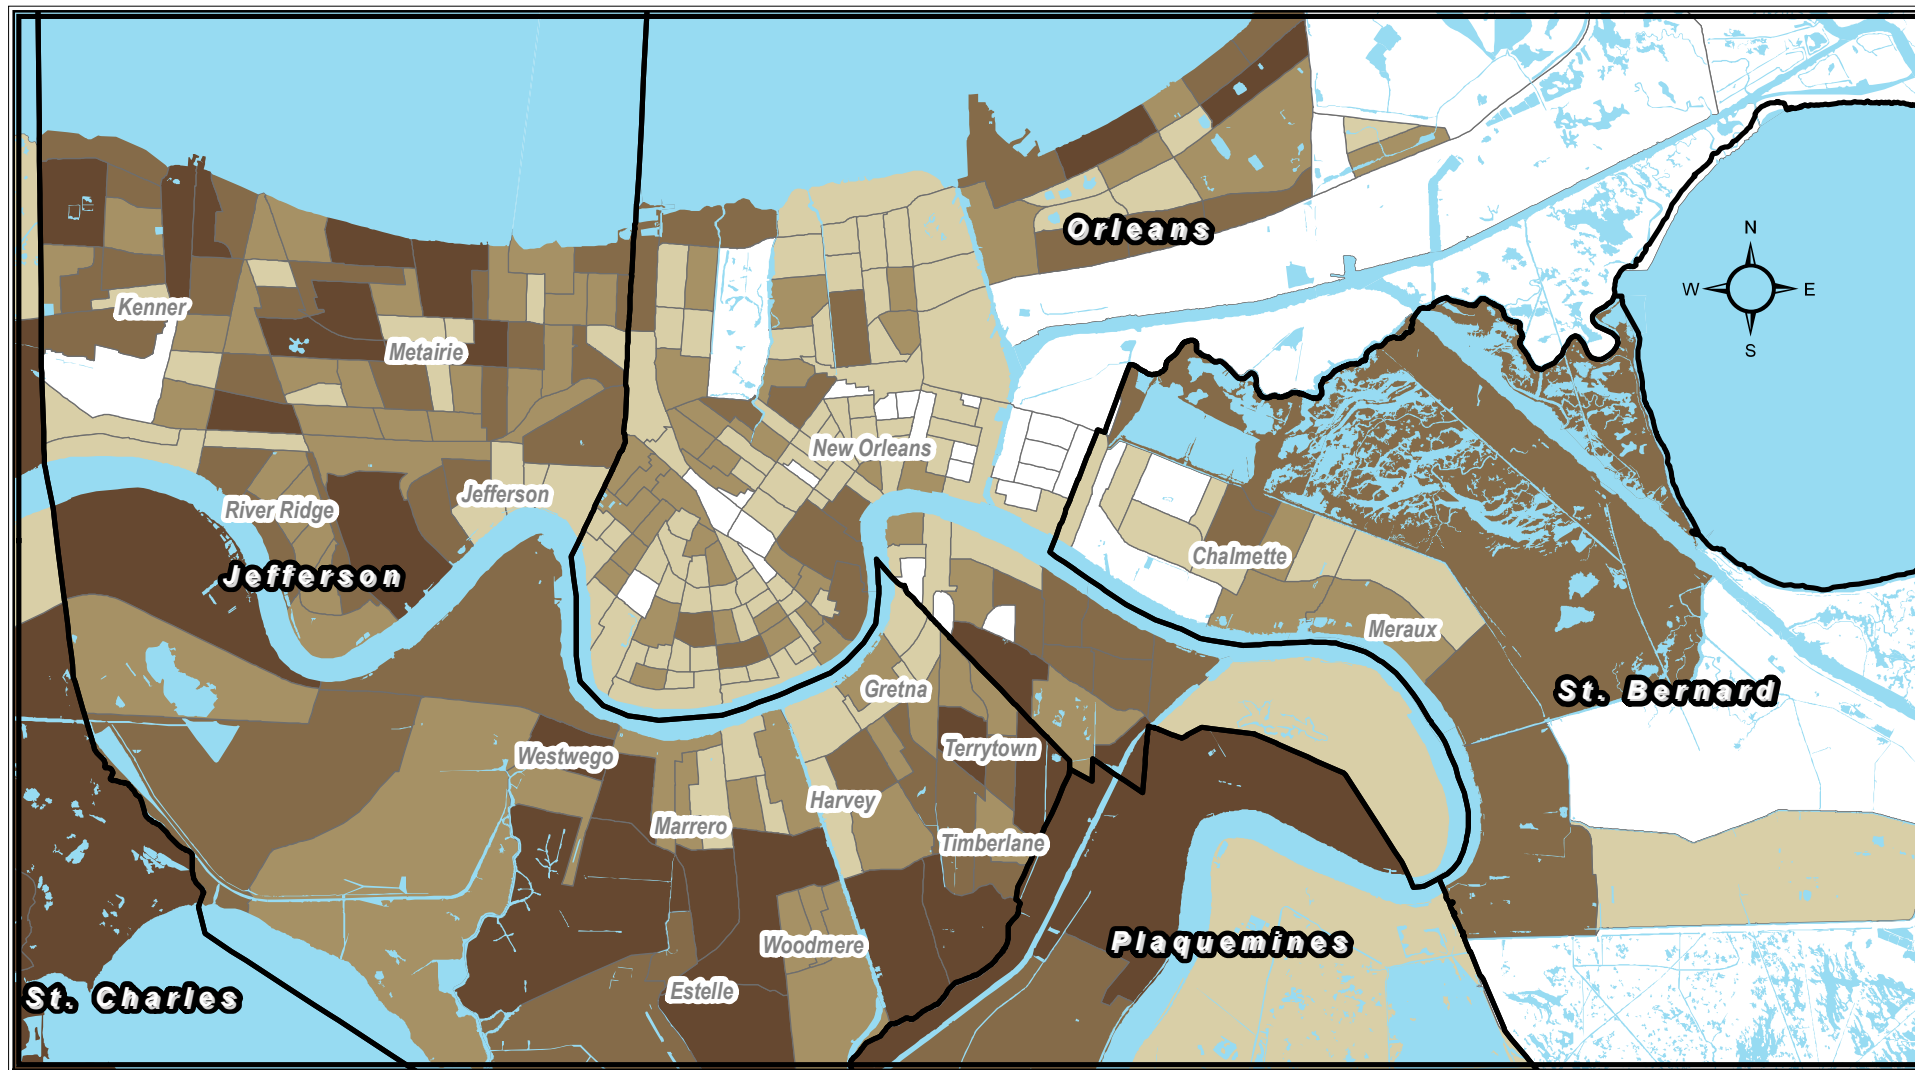 Orleans
N
W E
S
Kenner
Metairie
New Orleans
Jefferson
River Ridge
Chalmette
Jefferson
Meraux
Gretna
St. Bernard
Westwego
Terrytown
Harvey
Marrero
Timberlane
Woodmere
Plaquemines
Estelle
St. Charles